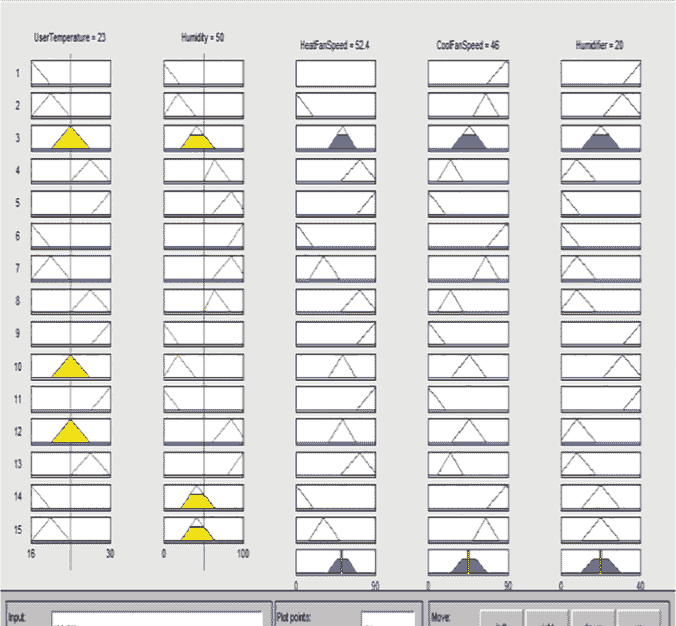 UserTemperature = 23
Humidity = 50
HeatFanSpeed = 52.4
CoolFanSpeed = 46
Humidifier = 20
1
2
3
4
5
6
7
8
9
10
11
12
13
14
15
16 30
0 100
0 90
0 90
0 40
Input:
Plot points:
Move: